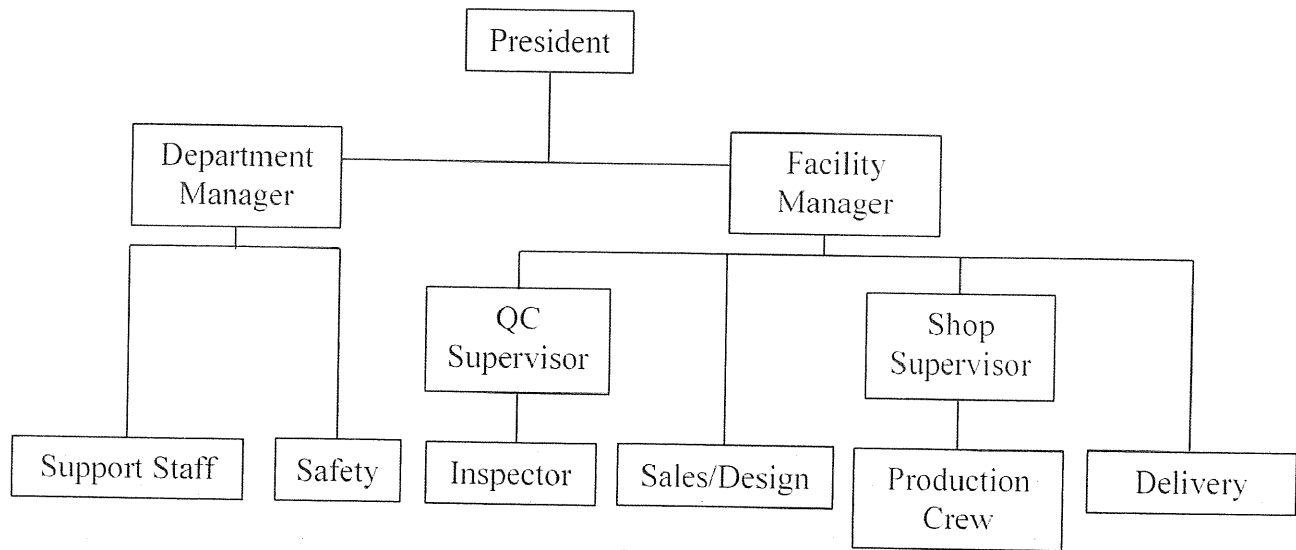 President
Department
Manager
Facility
Manager
QC
Supervisor
Shop
Supervisor
Support Staff
Safety
Inspector
Sales/Design
Production
Crew
Delivery